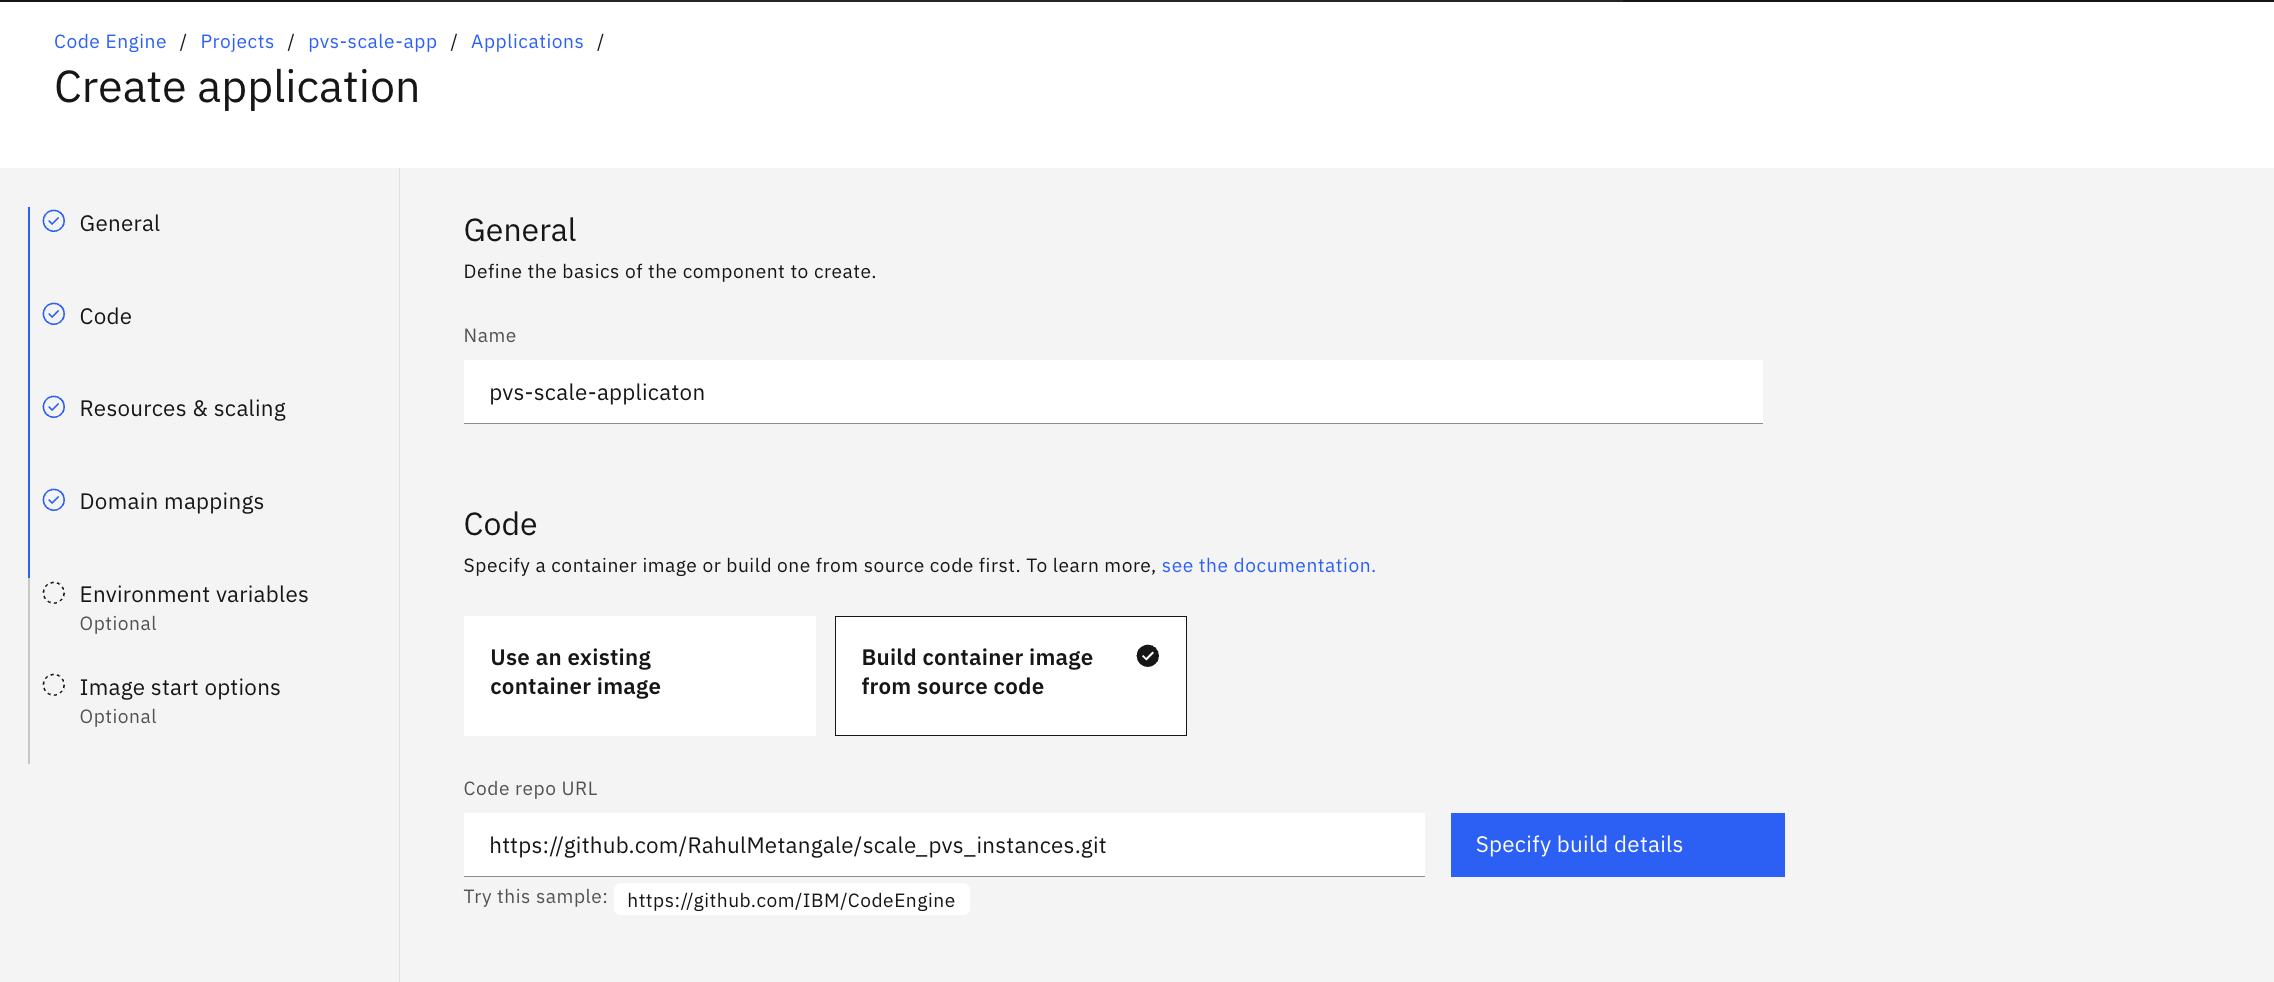 Code Engine / Projects / pvs-scale-app / Applications /
Create application
General
Code
Resources & scaling
Domain mappings
Environment variables
Optional
Image start options
Optional
General
Define the basics of the component to create.
Name
pvs-scale-applicaton
Code
Specify a container image or build one from source code first. To learn more, see the documentation.
Use an existing
container image
Build container image
from source code
Code repo URL
https://github.com/RahulMetangale/scale_pvs_instances.git
Specify build details
Try this sample: https://github.com/IBM/CodeEngine